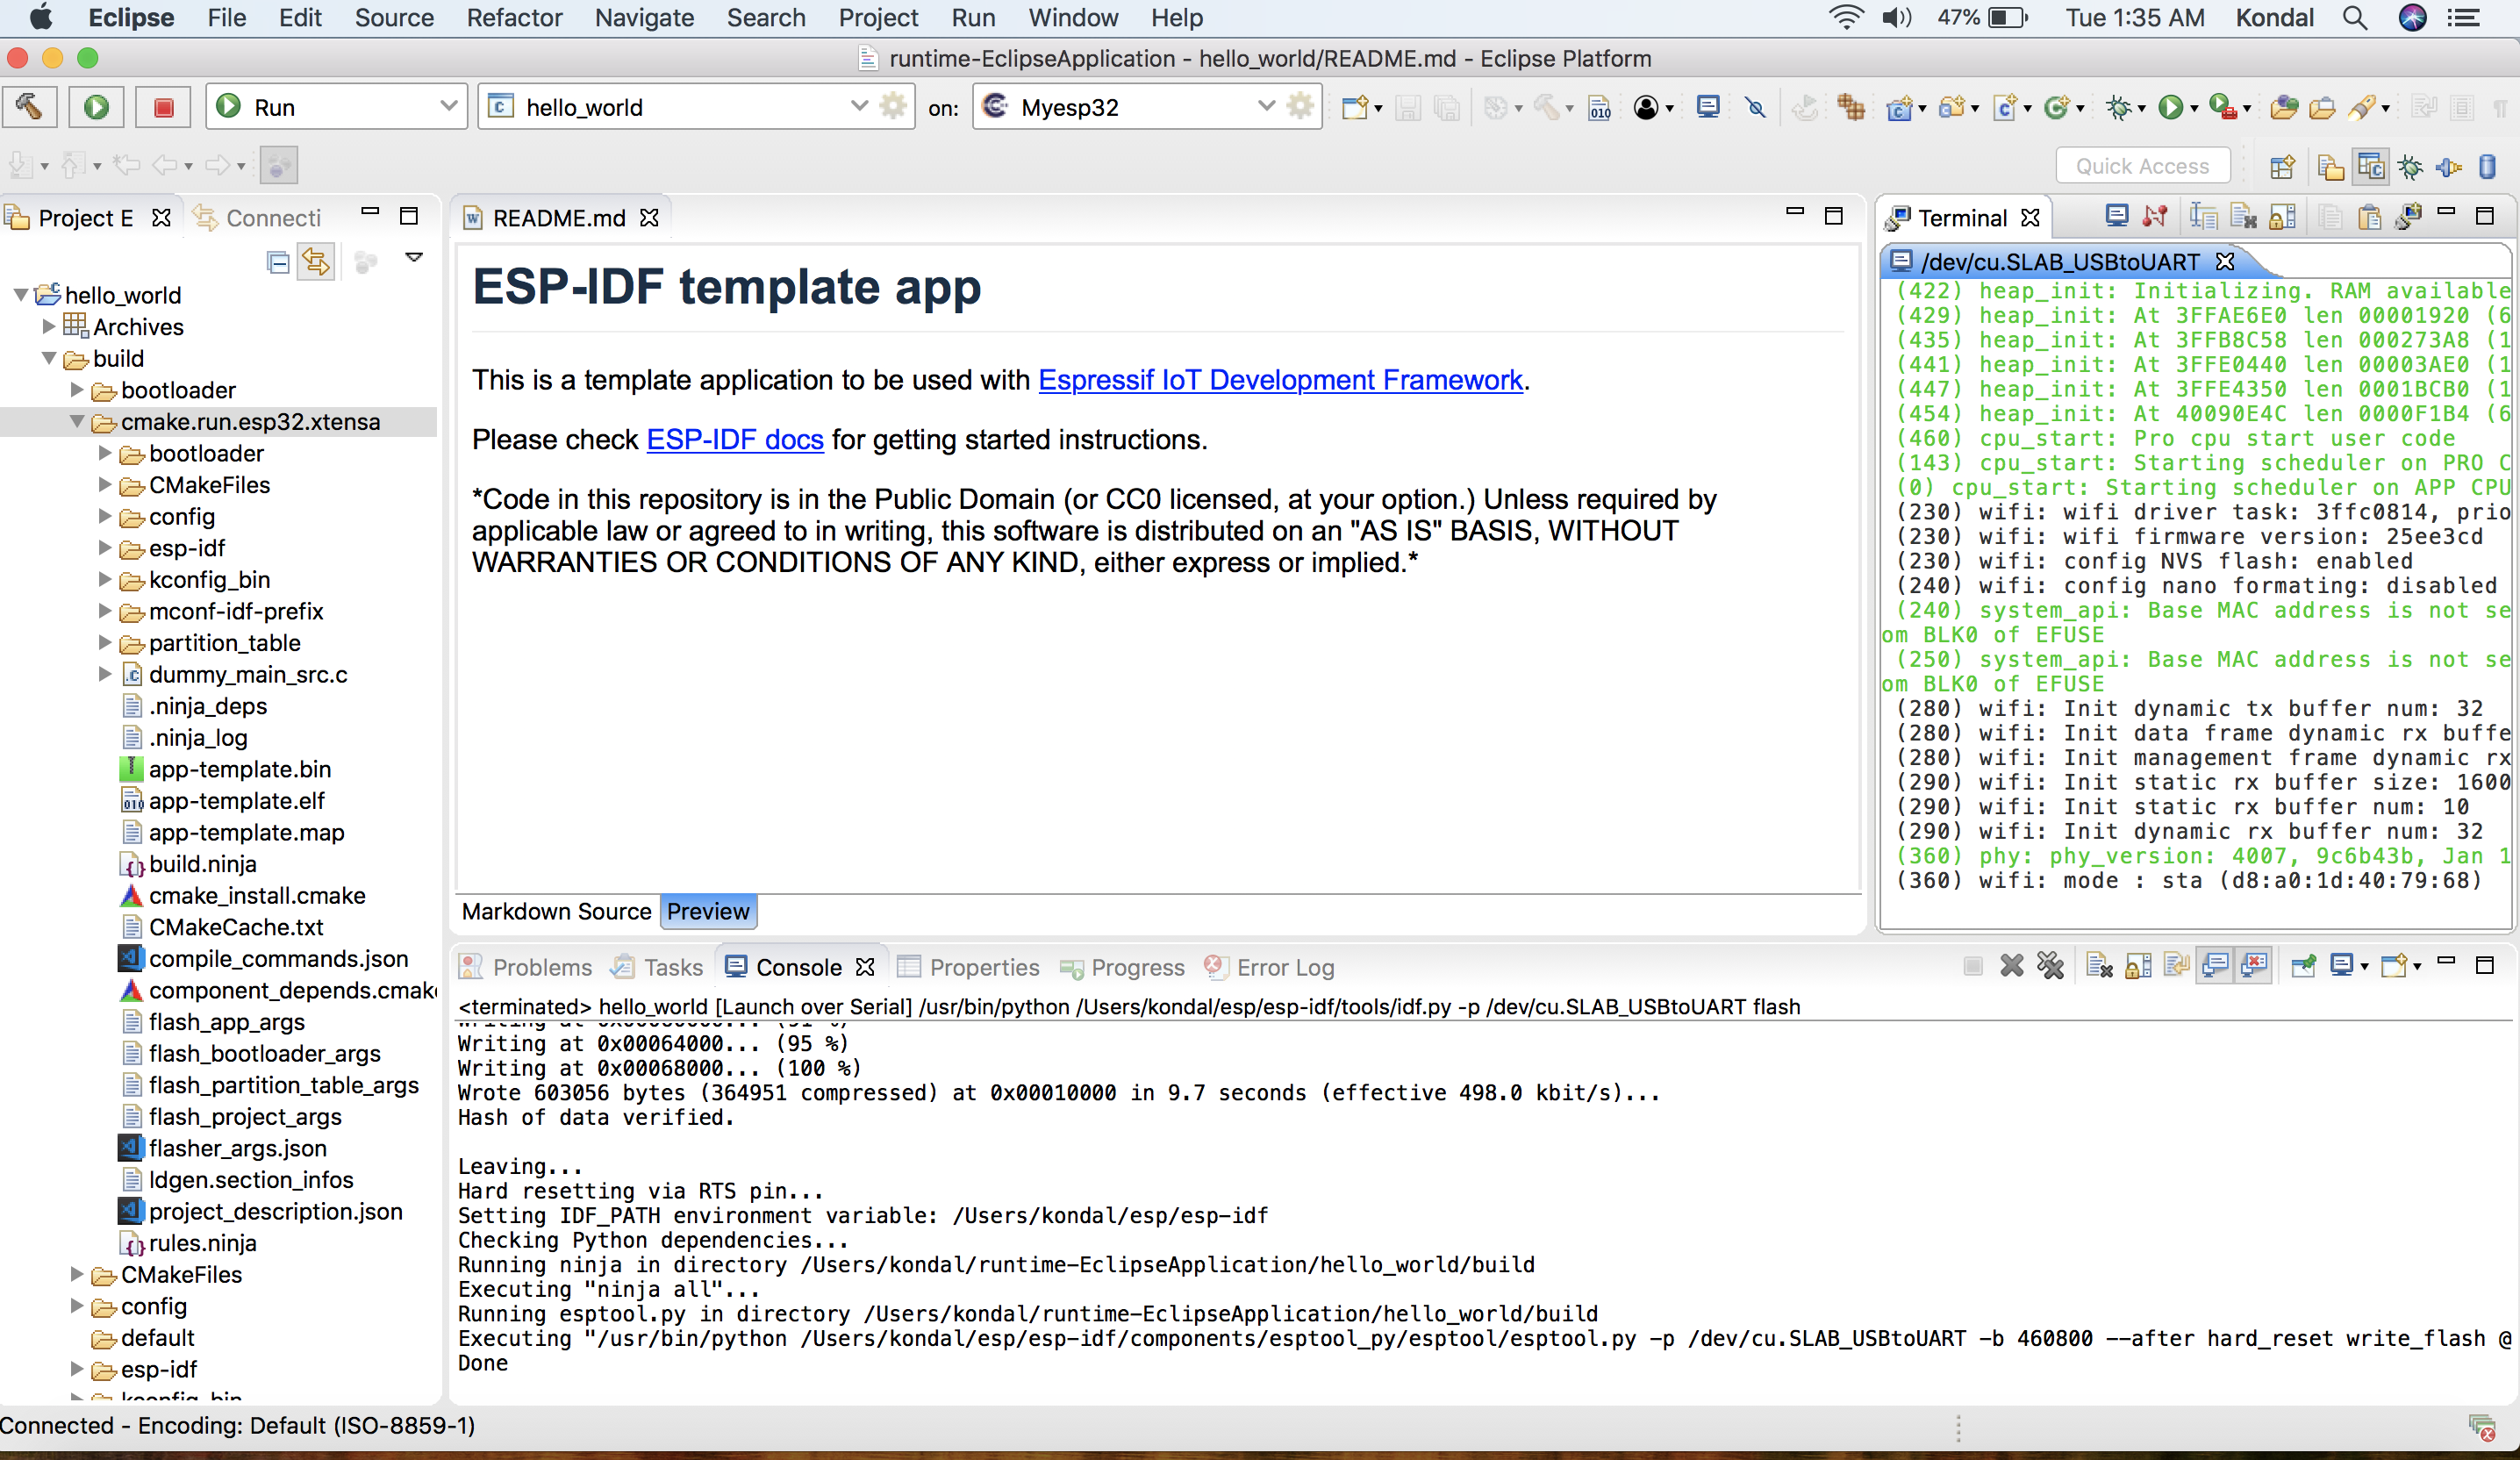 Eclipse File Edit Source Refactor Navigate Search Project Run Window Help 47% Tue 1:35 AM Kondal
runtime-EclipseApplication - hello_world/README.md - Eclipse Platform
Run hello_world on: Myesp32
Quick Access
Project E Connecti
hello_world
Archives
build
bootloader
cmake.run.esp32.xtensa
bootloader
CMakeFiles
config
esp-idf
kconfig_bin
mconf-idf-prefix
partition_table
dummy_main_src.c
.ninja_deps
.ninja_log
app-template.bin
app-template.elf
app-template.map
build.ninja
cmake_install.cmake
CMakeCache.txt
compile_commands.json
component_depends.cmak
flash_app_args
flash_bootloader_args
flash_partition_table_args
flash_project_args
flasher_args.json
ldgen.section_infos
project_description.json
rules.ninja
CMakeFiles
config
default
esp-idf
kconfig_bin
README.md
ESP-IDF template app
This is a template application to be used with Espressif IoT Development Framework.
Please check ESP-IDF docs for getting started instructions.
*Code in this repository is in the Public Domain (or CC0 licensed, at your option.) Unless required by
applicable law or agreed to in writing, this software is distributed on an "AS IS" BASIS, WITHOUT
WARRANTIES OR CONDITIONS OF ANY KIND, either express or implied.*
Markdown Source Preview
Terminal
/dev/cu.SLAB_USBtoUART
(422) heap_init: Initializing. RAM available
(429) heap_init: At 3FFAE6E0 len 00001920 (6
(435) heap_init: At 3FFB8C58 len 000273A8 (1
(441) heap_init: At 3FFE0440 len 00003AE0 (1
(447) heap_init: At 3FFE4350 len 0001BCB0 (1
(454) heap_init: At 40090E4C len 0000F1B4 (6
(460) cpu_start: Pro cpu start user code
(143) cpu_start: Starting scheduler on PRO C
(0) cpu_start: Starting scheduler on APP CPU
(230) wifi: wifi driver task: 3ffc0814, prio
(230) wifi: wifi firmware version: 25ee3cd
(230) wifi: config NVS flash: enabled
(240) wifi: config nano formating: disabled
(240) system_api: Base MAC address is not se
om BLK0 of EFUSE
(250) system_api: Base MAC address is not se
om BLK0 of EFUSE
(280) wifi: Init dynamic tx buffer num: 32
(280) wifi: Init data frame dynamic rx buffe
(280) wifi: Init management frame dynamic rx
(290) wifi: Init static rx buffer size: 1600
(290) wifi: Init static rx buffer num: 10
(290) wifi: Init dynamic rx buffer num: 32
(360) phy: phy_version: 4007, 9c6b43b, Jan 1
(360) wifi: mode : sta (d8:a0:1d:40:79:68)
Problems Tasks Console Properties Progress Error Log
<terminated> hello_world [Launch over Serial] /usr/bin/python /Users/kondal/esp/esp-idf/tools/idf.py -p /dev/cu.SLAB_USBtoUART flash
Writing at 0x00064000... (95 %)
Writing at 0x00068000... (100 %)
Wrote 603056 bytes (364951 compressed) at 0x00010000 in 9.7 seconds (effective 498.0 kbit/s)...
Hash of data verified.
Leaving...
Hard resetting via RTS pin...
Setting IDF_PATH environment variable: /Users/kondal/esp/esp-idf
Checking Python dependencies...
Running ninja in directory /Users/kondal/runtime-EclipseApplication/hello_world/build
Executing "ninja all"...
Running esptool.py in directory /Users/kondal/runtime-EclipseApplication/hello_world/build
Executing "/usr/bin/python /Users/kondal/esp/esp-idf/components/esptool_py/esptool/esptool.py -p /dev/cu.SLAB_USBtoUART -b 460800 --after hard_reset write_flash @
Done
Connected - Encoding: Default (ISO-8859-1)